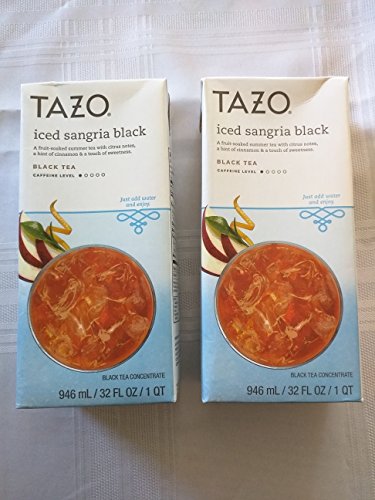 TAZO®
iced sangria black
A fruit-soaked summer tea with citrus notes,
a hint of cinnamon & a touch of sweetness.
BLACK TEA
CAFFEINE LEVEL
Just add water
and enjoy.
BLACK TEA CONCENTRATE
946 mL / 32 FL OZ / 1 QT
TAZO®
iced sangria black
A fruit-soaked summer tea with citrus notes,
a hint of cinnamon & a touch of sweetness.
BLACK TEA
CAFFEINE LEVEL
Just add water
and enjoy.
BLACK TEA CONCENTRATE
946 mL / 32 FL OZ / 1 QT